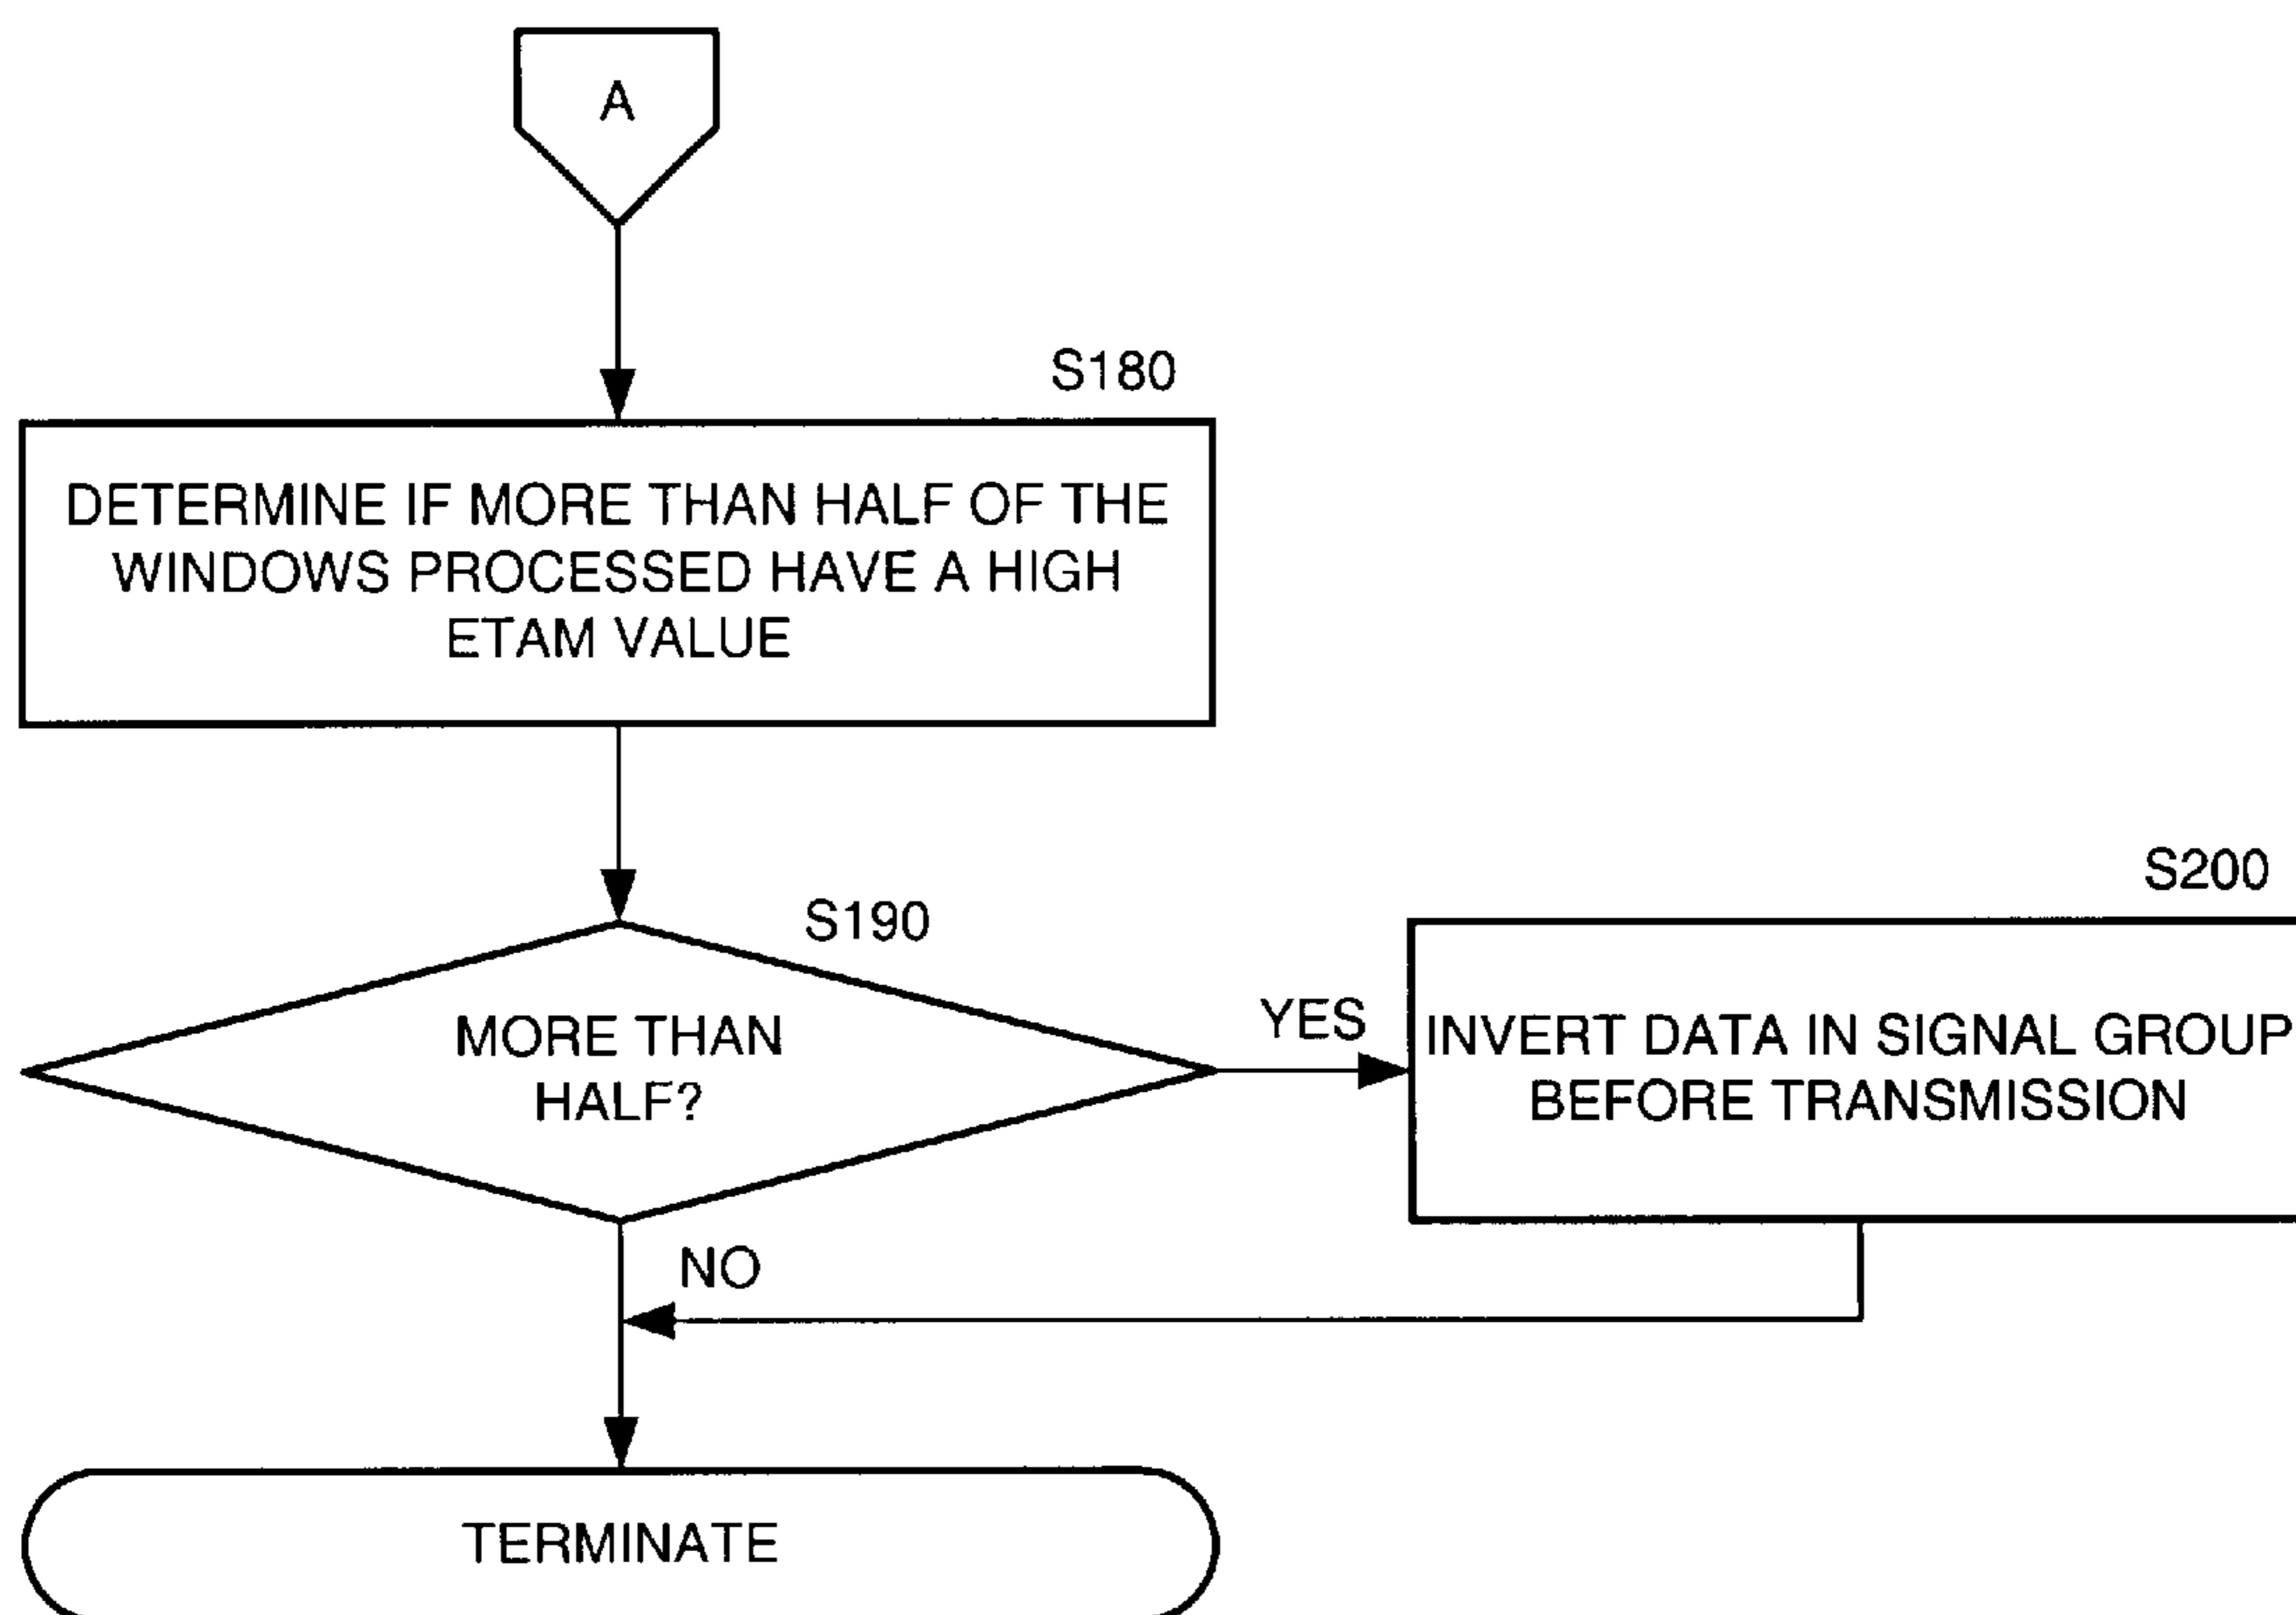 A
S180
DETERMINE IF MORE THAN HALF OF THE
WINDOWS PROCESSED HAVE A HIGH
ETAM VALUE
S190
MORE THAN
HALF?
YES
S200
INVERT DATA IN SIGNAL GROUP
BEFORE TRANSMISSION
NO
TERMINATE